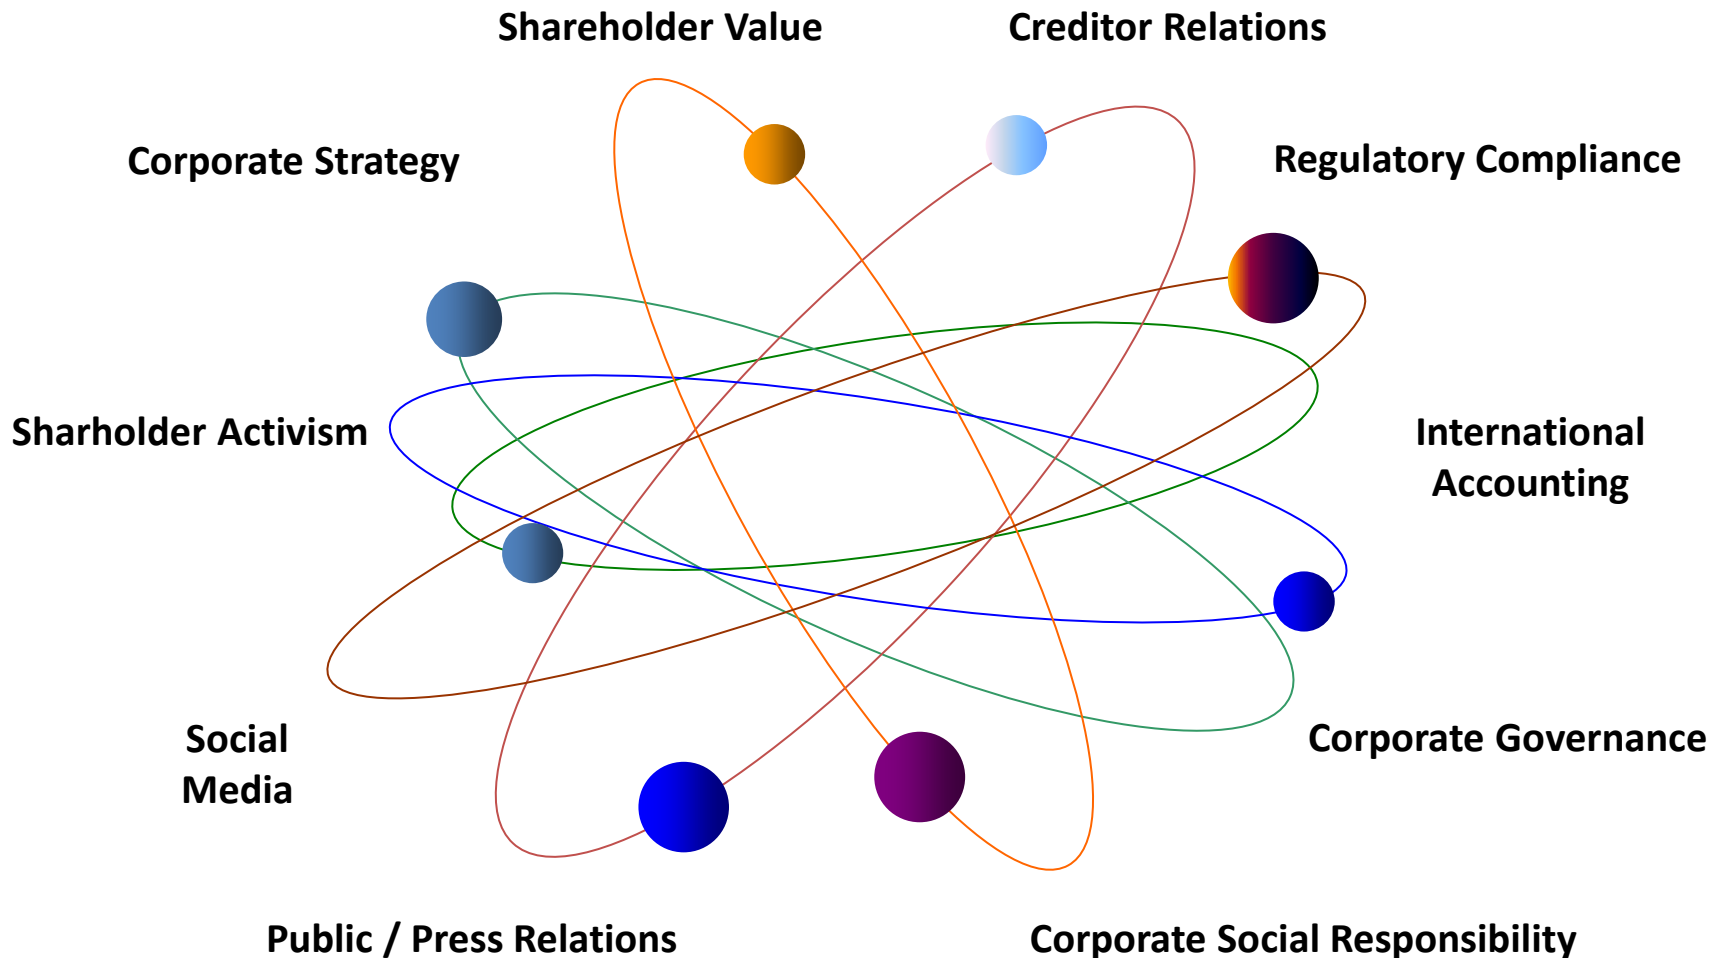 Shareholder Value
Creditor Relations
Corporate Strategy
Regulatory Compliance
Sharholder Activism
International
Accounting
Social
Media
Corporate Governance
Public / Press Relations
Corporate Social Responsibility